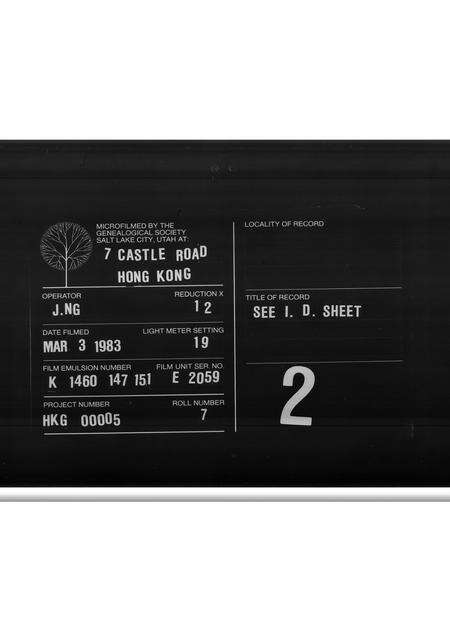 MICROFILMED BY THE
GENEALOGICAL SOCIETY
SALT LAKE CITY, UTAH AT:
7 CASTLE ROAD
HONG KONG
OPERATOR REDUCTION X
J.NG 12
DATE FILMED LIGHT METER SETTING
MAR 3 1983 19
FILM EMULSION NUMBER FILM UNIT SER. NO.
K 1460 147 151 E 2059
PROJECT NUMBER ROLL NUMBER
HKG 00005 7
LOCALITY OF RECORD
TITLE OF RECORD
SEE I. D. SHEET
2